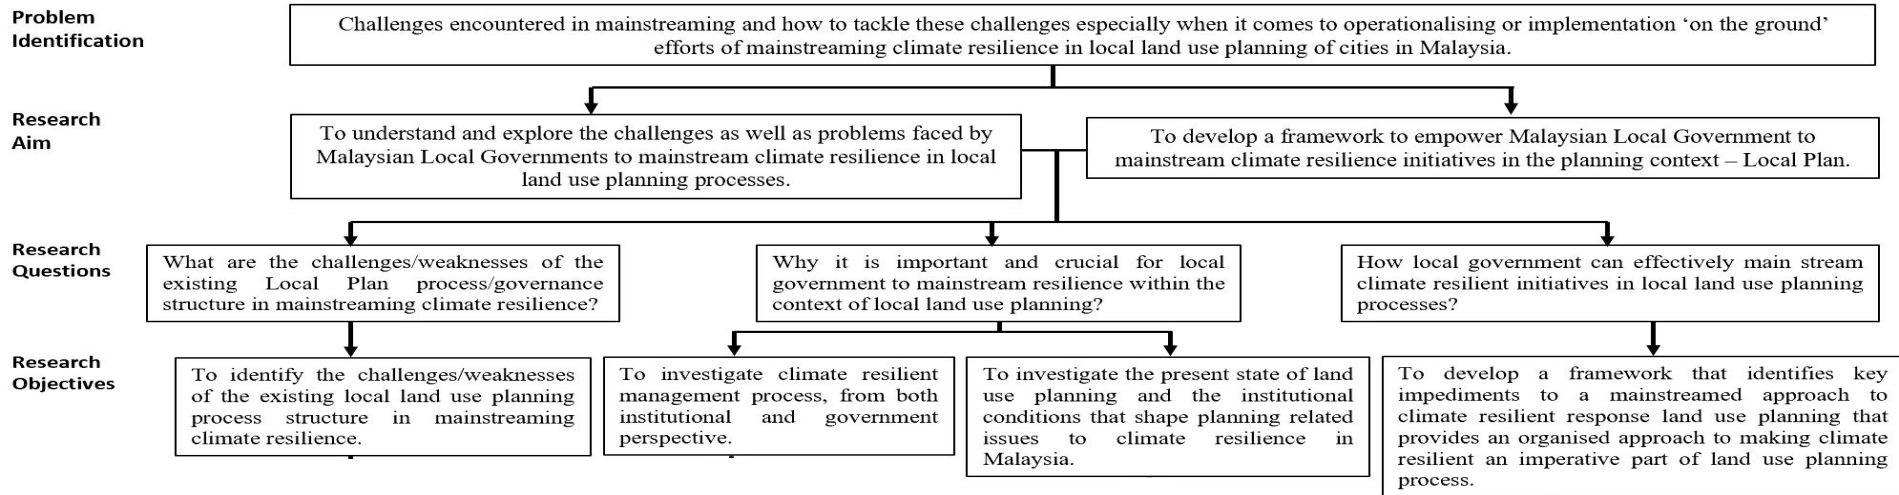 Problem
Identification
Challenges encountered in mainstreaming and how to tackle these challenges especially when it comes to operationalising or implementation ‘on the ground’
efforts of mainstreaming climate resilience in local land use planning of cities in Malaysia.
Research
Aim
To understand and explore the challenges as well as problems faced by
Malaysian Local Governments to mainstream climate resilience in local
land use planning processes.
To develop a framework to empower Malaysian Local Government to
mainstream climate resilience initiatives in the planning context – Local Plan.
Research
Questions
What are the challenges/weaknesses of the
existing Local Plan process/governance
structure in mainstreaming climate resilience?
Why it is important and crucial for local
government to mainstream resilience within the
context of local land use planning?
How local government can effectively main stream
climate resilient initiatives in local land use planning
processes?
Research
Objectives
To identify the challenges/weaknesses
of the existing local land use planning
process structure in mainstreaming
climate resilience.
To investigate climate resilient
management process, from both
institutional and government
perspective.
To investigate the present state of land
use planning and the institutional
conditions that shape planning related
issues to climate resilience in
Malaysia.
To develop a framework that identifies key
impediments to a mainstreamed approach to
climate resilient response land use planning that
provides an organised approach to making climate
resilient an imperative part of land use planning
process.